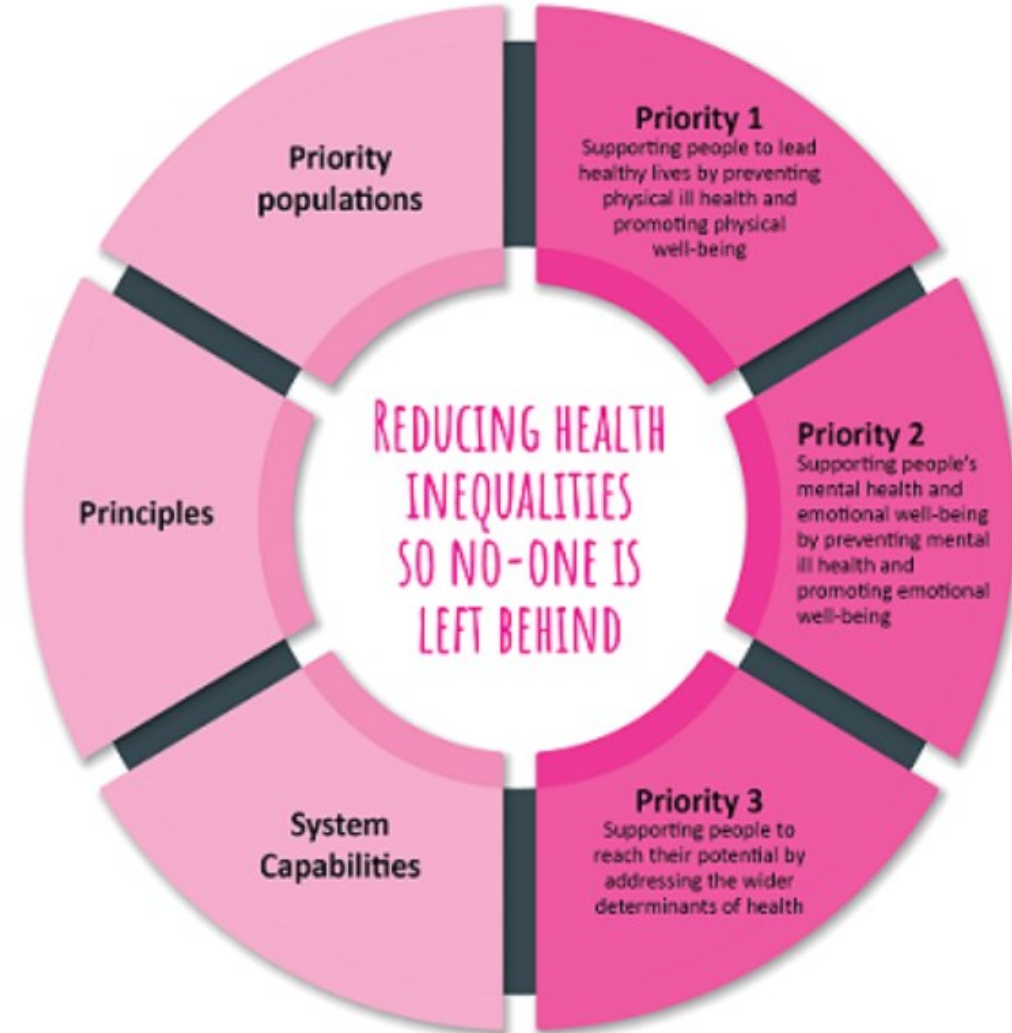 Priority
populations
Priority 1
Supporting people to lead
healthy lives by preventing
physical ill health and
promoting physical
well-being
Priority 2
Supporting people's
mental health and
emotional well-being
by preventing mental
ill health and
promoting emotional
well-being
Priority 3
Supporting people to
reach their potential by
addressing the wider
determinants of health
System
Capabilities
Principles
REDUCING HEALTH
INEQUALITIES
SO NO-ONE IS
LEFT BEHIND